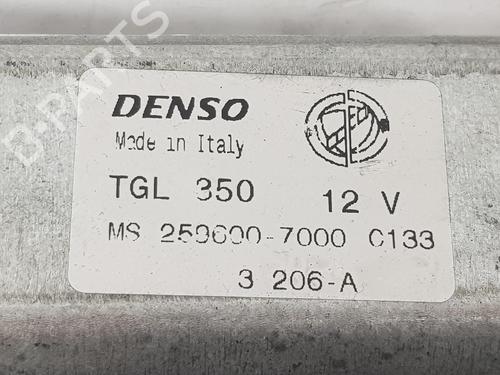 B-PARTS
DENSO
Made in Italy
TGL 350 12 V
MS 259600-7000 C133
3 206-A